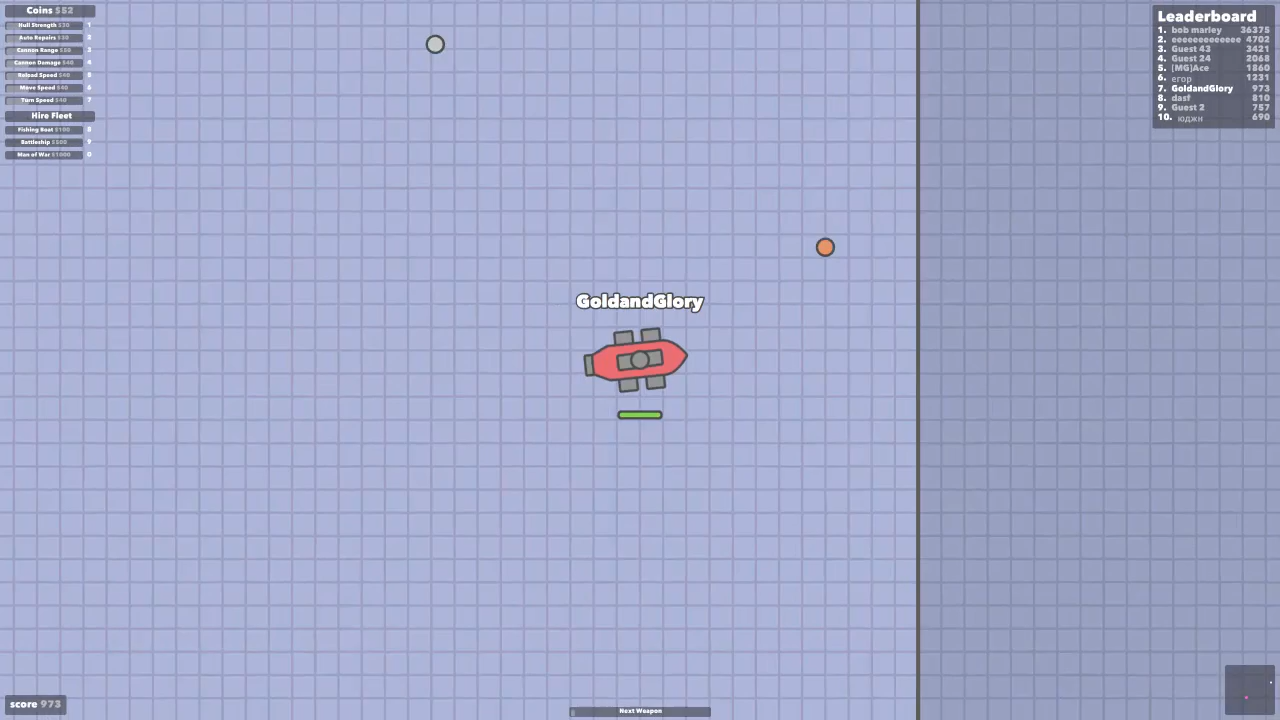 Coins 552
Hull Strength $30 1
Auto Repairs $30 2
Cannon Range $80 3
Cannon Damage $40 4
Reload Speed $40 5
Move Speed $40 6
Turn Speed $40 7
Hire Fleet
Fishing Boat $100 8
Battleship $500 9
Man of War $1000 0
Leaderboard
1. bob marley 36375
2. eeeeeeeeeeeee 4702
3. Guest 43 3421
4. Guest 24 2068
5. [MG]Ace 1860
6. егор 1231
7. GoldandGlory 973
8. dasf 810
9. Guest 2 757
10. юджн 690
GoldandGlory
score 973
Next Weapon